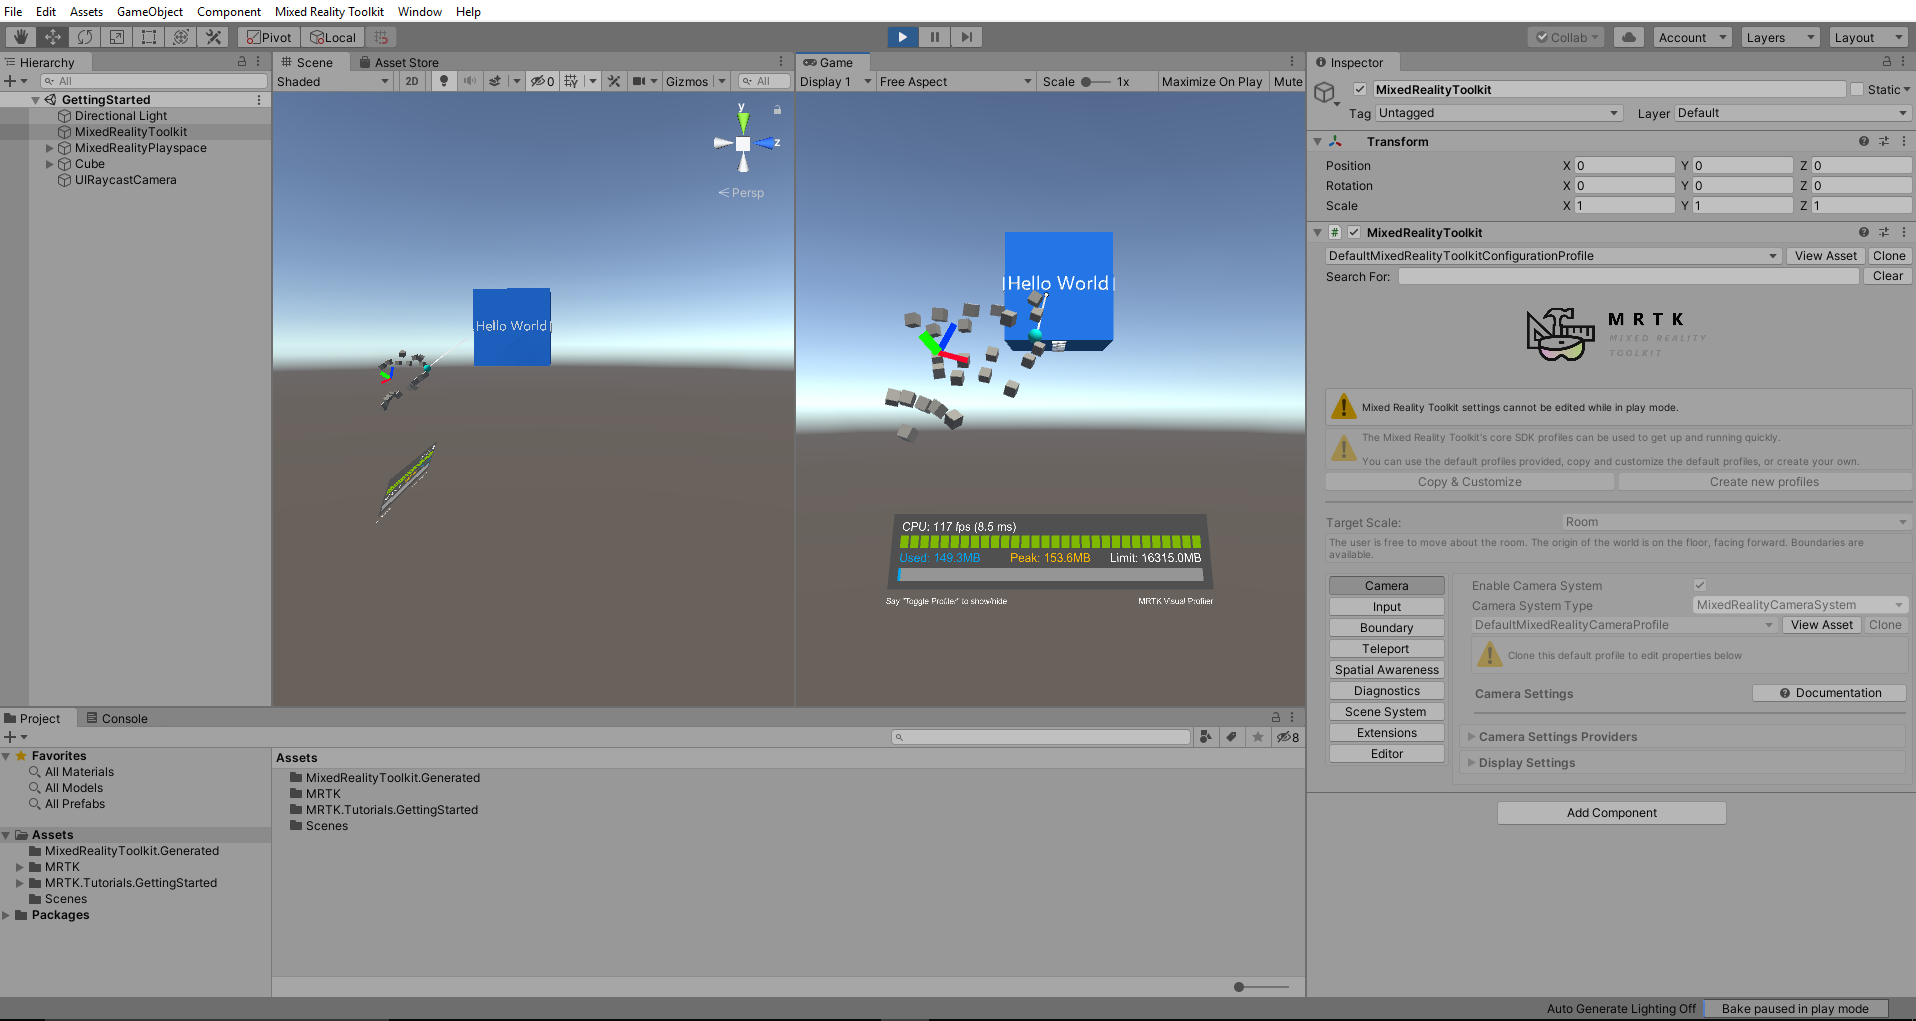 File Edit Assets GameObject Component Mixed Reality Toolkit Window Help
Pivot Local Collab Account Layers Layout
Hierarchy
All
GettingStarted
Directional Light
MixedRealityToolkit
MixedRealityPlayspace
Cube
UIRaycastCamera
Scene Asset Store
Shaded 2D 0 Gizmos All
y
z
Persp
Hello World
Game
Display 1 Free Aspect Scale 1x Maximize On Play Mute
Hello World
CPU: 117 fps (8.5 ms)
Used: 149.3MB Peak: 153.6MB Limit: 16315.0MB
Say "Toggle Profiler" to show/hide MRTK Visual Profiler
Inspector
MixedRealityToolkit Static
Tag Untagged Layer Default
Transform
Position X 0 Y 0 Z 0
Rotation X 0 Y 0 Z 0
Scale X 1 Y 1 Z 1
# MixedRealityToolkit
DefaultMixedRealityToolkitConfigurationProfile View Asset Clone
Search For: Clear
MRTK
MIXED REALITY
TOOLKIT
Mixed Reality Toolkit settings cannot be edited while in play mode.
The Mixed Reality Toolkit's core SDK profiles can be used to get up and running quickly.
You can use the default profiles provided, copy and customize the default profiles, or create your own.
Copy & Customize Create new profiles
Target Scale: Room
The user is free to move about the room. The origin of the world is on the floor, facing forward. Boundaries are
available.
Camera
Input
Boundary
Teleport
Spatial Awareness
Diagnostics
Scene System
Extensions
Editor
Enable Camera System
Camera System Type MixedRealityCameraSystem
DefaultMixedRealityCameraProfile View Asset Clone
Clone this default profile to edit properties below
Camera Settings Documentation
Camera Settings Providers
Display Settings
Add Component
Project Console
8
Favorites
All Materials
All Models
All Prefabs
Assets
MixedRealityToolkit.Generated
MRTK
MRTK.Tutorials.GettingStarted
Scenes
Packages
Assets
MixedRealityToolkit.Generated
MRTK
MRTK.Tutorials.GettingStarted
Scenes
Auto Generate Lighting Off Bake paused in play mode